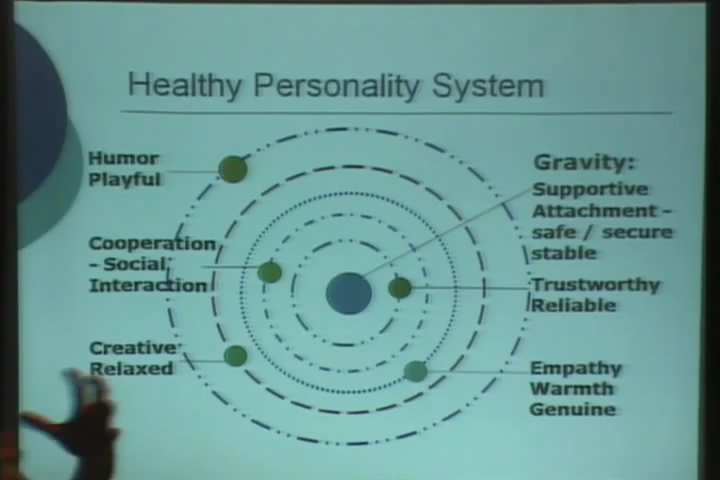 Healthy Personality System
Humor
Playful
Cooperation
- Social
Interaction
Creative
Relaxed
Gravity:
Supportive
Attachment -
safe / secure
stable
Trustworthy
Reliable
Empathy
Warmth
Genuine